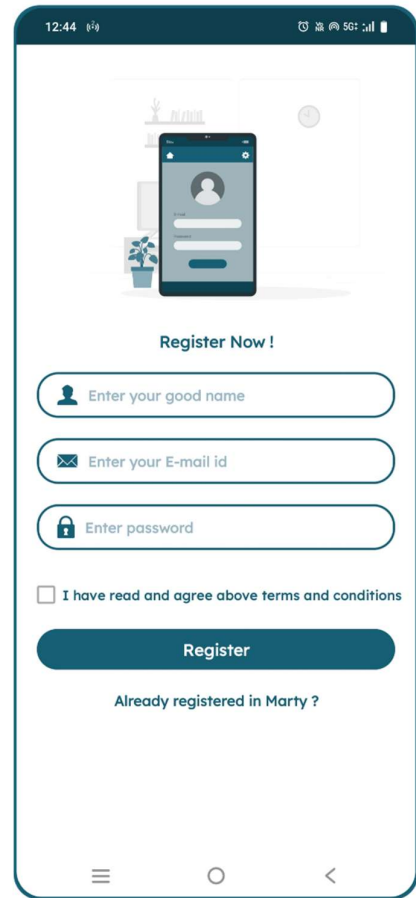 12:44
5G
Register Now !
Enter your good name
Enter your E-mail id
Enter password
I have read and agree above terms and conditions
Register
Already registered in Marty ?